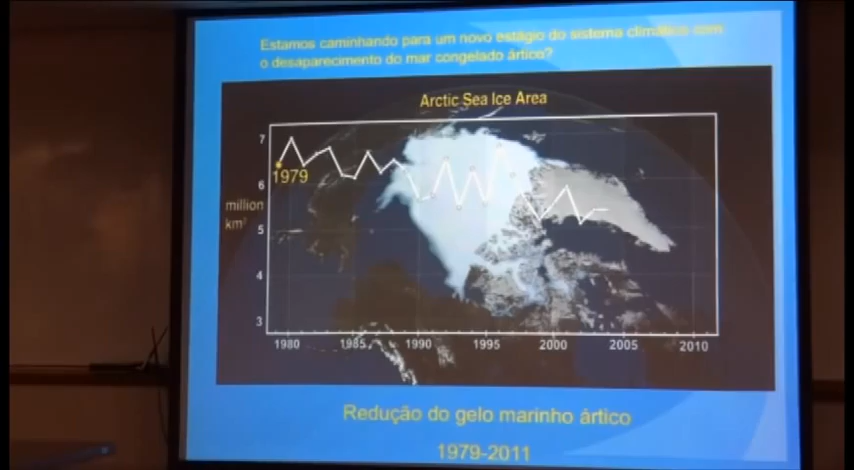 Estamos caminhando para um novo estágio do sistema climático com
o desaparecimento do mar congelado ártico?
Arctic Sea Ice Area
7
1979
6
million
km²
5
4
3
1980 1985 1990 1995 2000 2005 2010
Redução do gelo marinho ártico
1979-2011